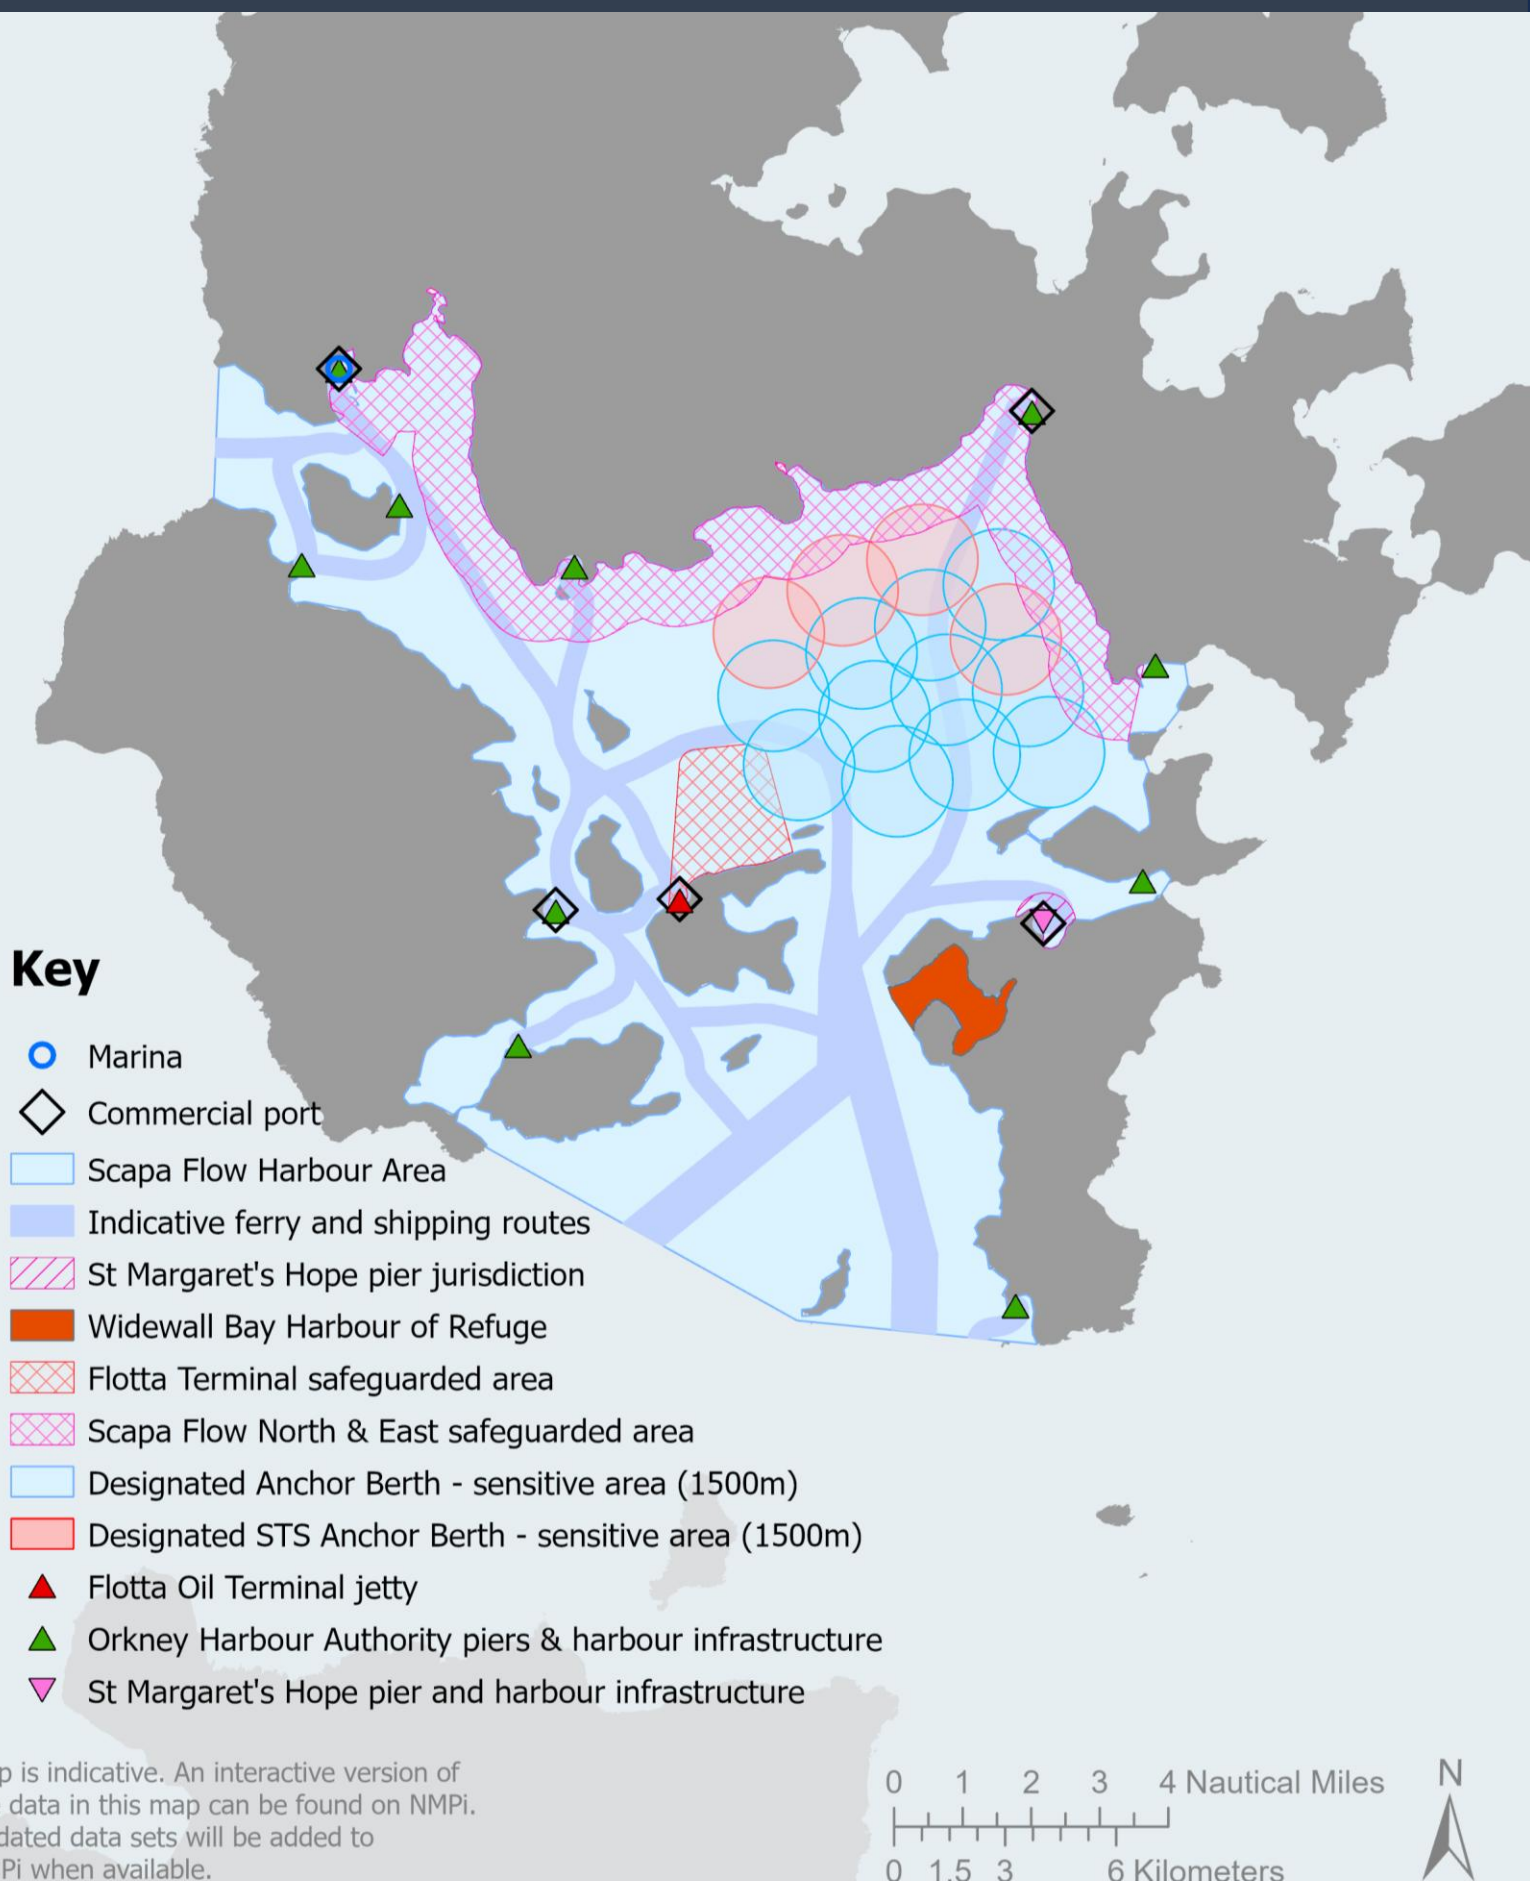 Key
Marina
Commercial port
Scapa Flow Harbour Area
Indicative ferry and shipping routes
St Margaret's Hope pier jurisdiction
Widewall Bay Harbour of Refuge
Flotta Terminal safeguarded area
Scapa Flow North & East safeguarded area
Designated Anchor Berth - sensitive area (1500m)
Designated STS Anchor Berth - sensitive area (1500m)
Flotta Oil Terminal jetty
Orkney Harbour Authority piers & harbour infrastructure
St Margaret's Hope pier and harbour infrastructure
is indicative. An interactive version of
data in this map can be found on NMPi.
data sets will be added to
when available.
0 1 2 3 4 Nautical Miles
0 1.5 3 6 Kilometers
N